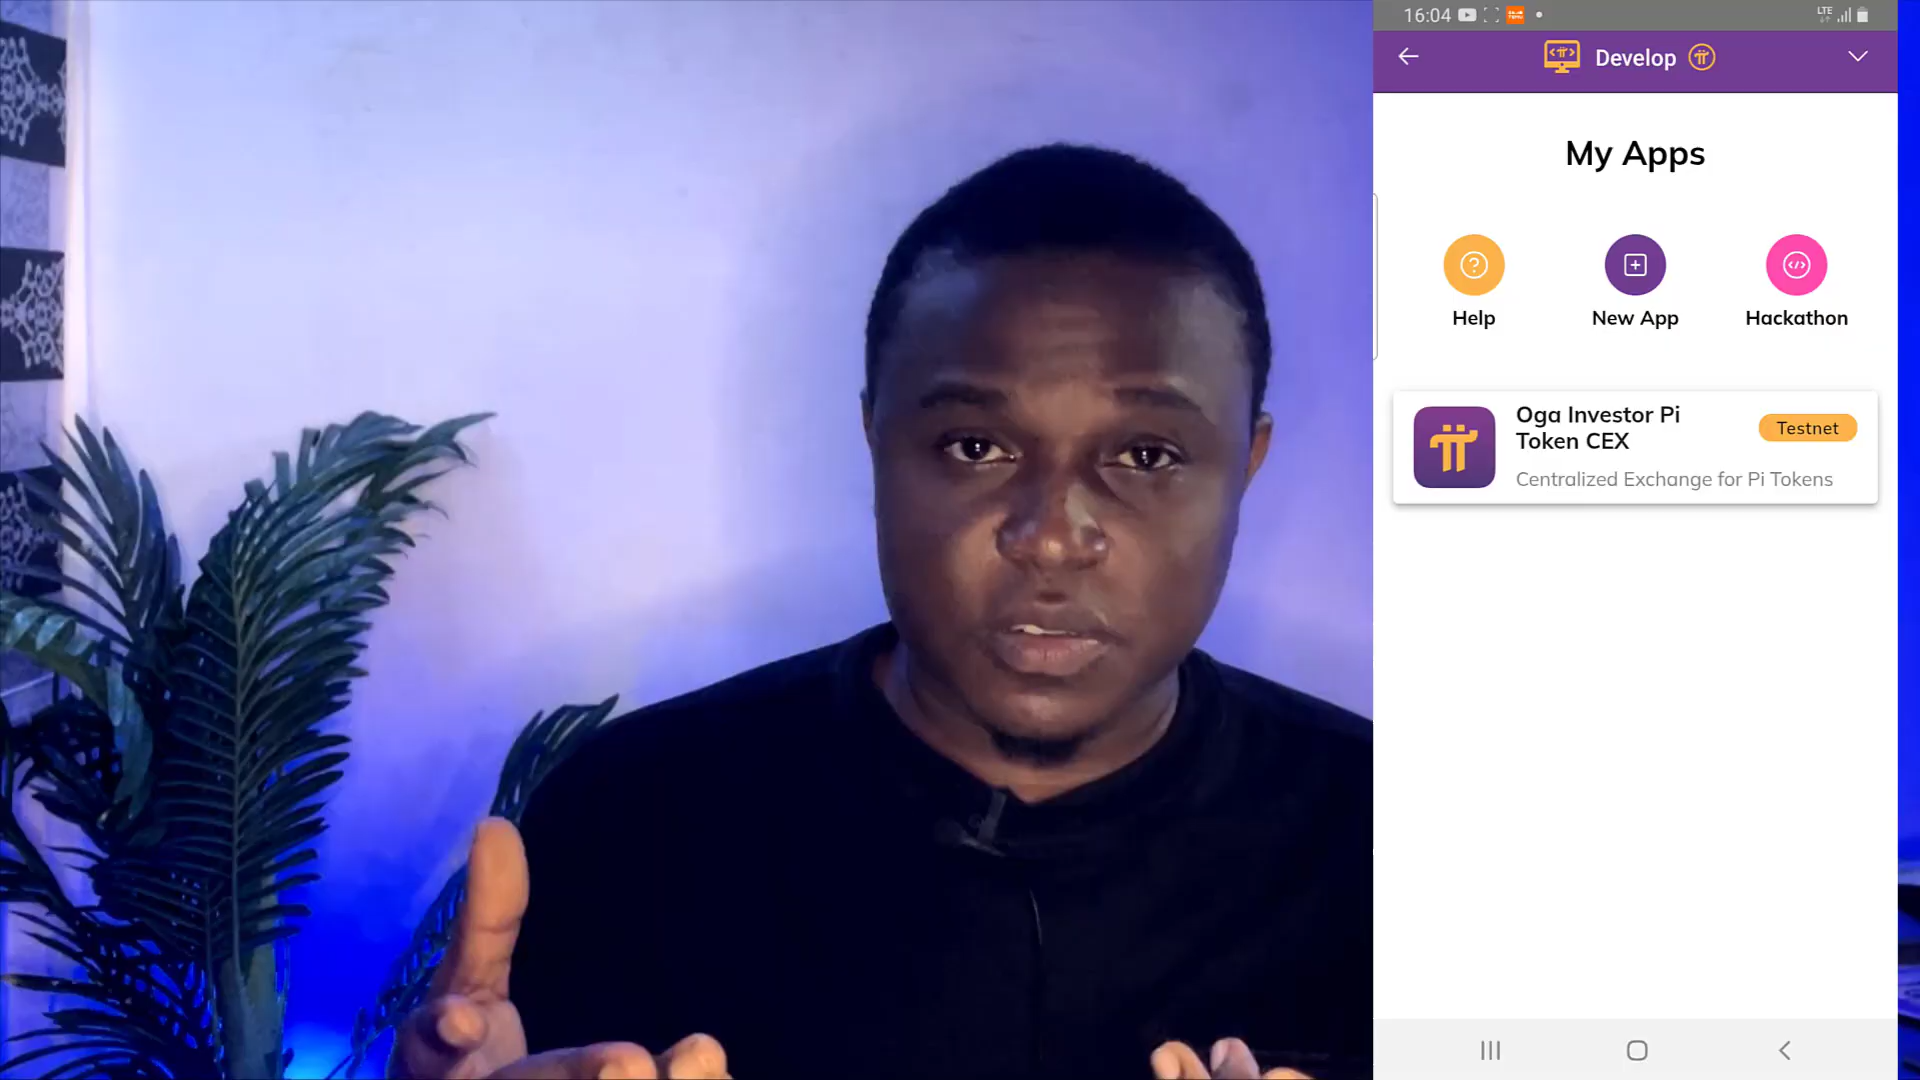 16:04
LTE
Develop
My Apps
Help
New App
Hackathon
Oga Investor Pi
Token CEX
Testnet
Centralized Exchange for Pi Tokens